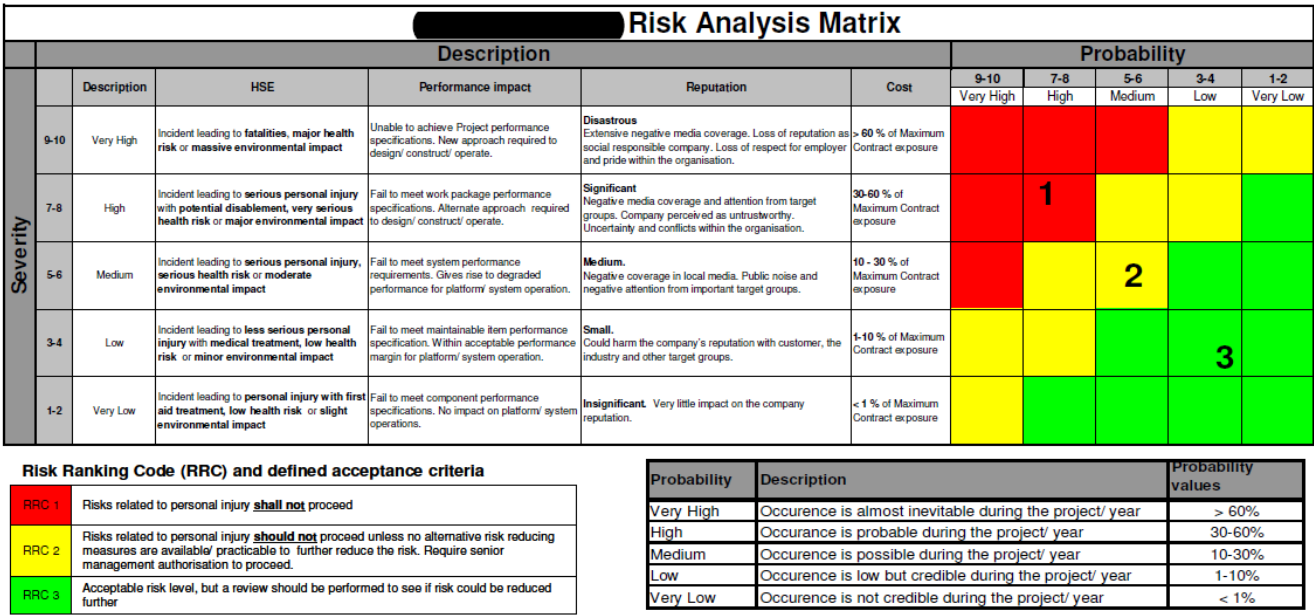 Risk Analysis Matrix
Description
Probability
Severity
Description
HSE
Performance impact
Reputation
Cost
9-10
7-8
5-6
3-4
1-2
Very High
High
Medium
Low
Very Low
9-10
Very High
Incident leading to fatalities, major health
risk or massive environmental impact
Unable to achieve Project performance
specifications. New approach required to
design/ construct/ operate.
Disastrous
Extensive negative media coverage. Loss of reputation as
social responsible company. Loss of respect for employer
and pride within the organisation.
> 60 % of Maximum
Contract exposure
7-8
High
Incident leading to serious personal injury
with potential disablement, very serious
health risk or major environmental impact
Fail to meet work package performance
specifications. Alternate approach required
to design/ construct/ operate.
Significant
Negative media coverage and attention from target
groups. Company perceived as untrustworthy.
Uncertainty and conflicts within the organisation.
30-60 % of
Maximum Contract
exposure
1
5-6
Medium
Incident leading to serious personal injury,
serious health risk or moderate
environmental impact
Fail to meet system performance
requirements. Gives rise to degraded
performance for platform/ system operation.
Medium.
Negative coverage in local media. Public noise and
negative attention from important target groups.
10 - 30 % of
Maximum Contract
exposure
2
3-4
Low
Incident leading to less serious personal
injury with medical treatment, low health
risk or minor environmental impact
Fail to meet maintainable item performance
specification. Within acceptable performance
margin for platform/ system operation.
Small.
Could harm the company's reputation with customer, the
industry and other target groups.
1-10 % of Maximum
Contract exposure
3
1-2
Very Low
Incident leading to personal injury with first
aid treatment, low health risk or slight
environmental impact
Fail to meet component performance
specifications. No impact on platform/ system
operations.
Insignificant. Very little impact on the company
reputation.
< 1 % of Maximum
Contract exposure
Risk Ranking Code (RRC) and defined acceptance criteria
RRC 1
Risks related to personal injury shall not proceed
RRC 2
Risks related to personal injury should not proceed unless no alternative risk reducing
measures are available/ practicable to further reduce the risk. Require senior
management authorisation to proceed.
RRC 3
Acceptable risk level, but a review should be performed to see if risk could be reduced
further
Probability
Description
Probability
values
Very High
Occurence is almost inevitable during the project/ year
> 60%
High
Occurance is probable during the project/ year
30-60%
Medium
Occurence is possible during the project/ year
10-30%
Low
Occurence is low but credible during the project/ year
1-10%
Very Low
Occurence is not credible during the project/ year
< 1%